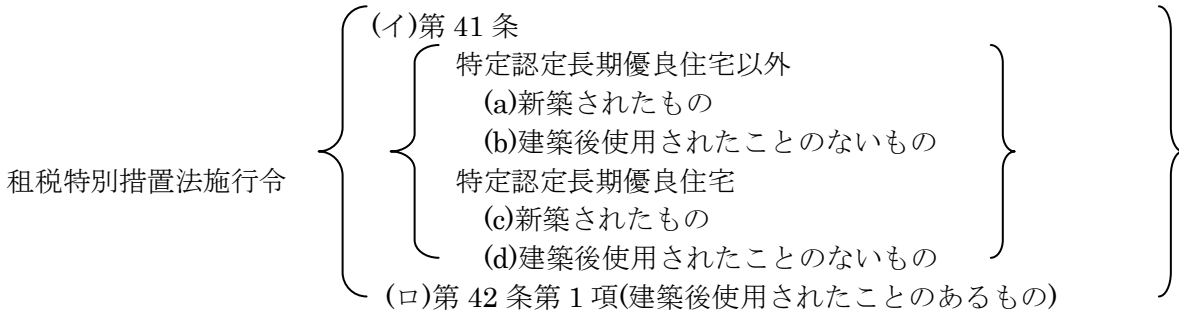 (イ)第 41 条
特定認定長期優良住宅以外
(a)新築されたもの
(b)建築後使用されたことのないもの
租税特別措置法施行令
特定認定長期優良住宅
(c)新築されたもの
(d)建築後使用されたことのないもの
(ロ)第 42 条第 1 項(建築後使用されたことのあるもの)